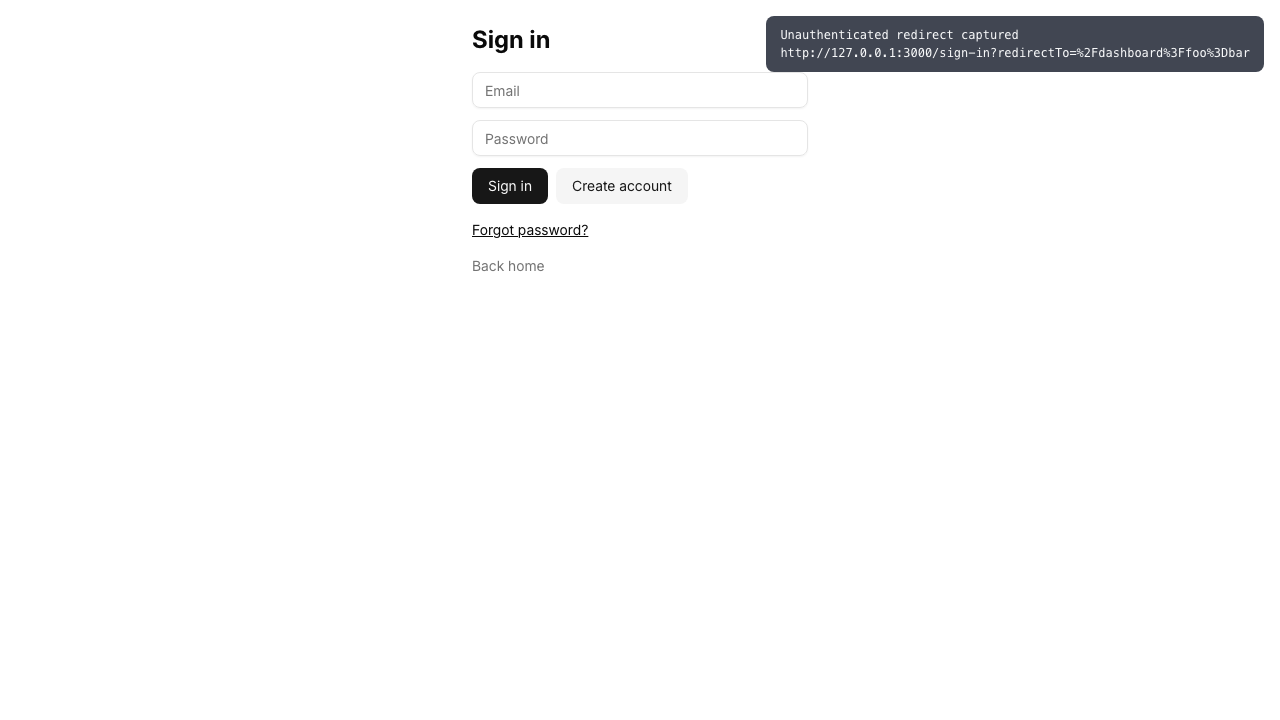 Sign in
Unauthenticated redirect captured
http://127.0.0.1:3000/sign-in?redirectTo=%2Fdashboard%3Ffoo%3Dbar
Email
Password
Sign in
Create account
Forgot password?
Back home